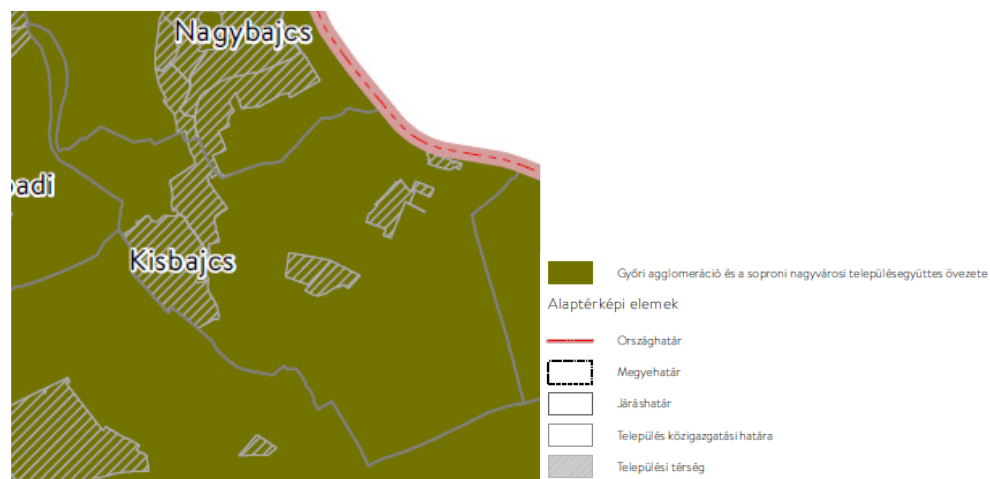 Nagybajcs
Kisbajcs
Győri agglomeráció és a soproni nagyvárosi településegyüttes övezete
Alaptérképi elemek
Országhatár
Megyehatár
Járáshatár
Település közigazgatási határa
Települési térség